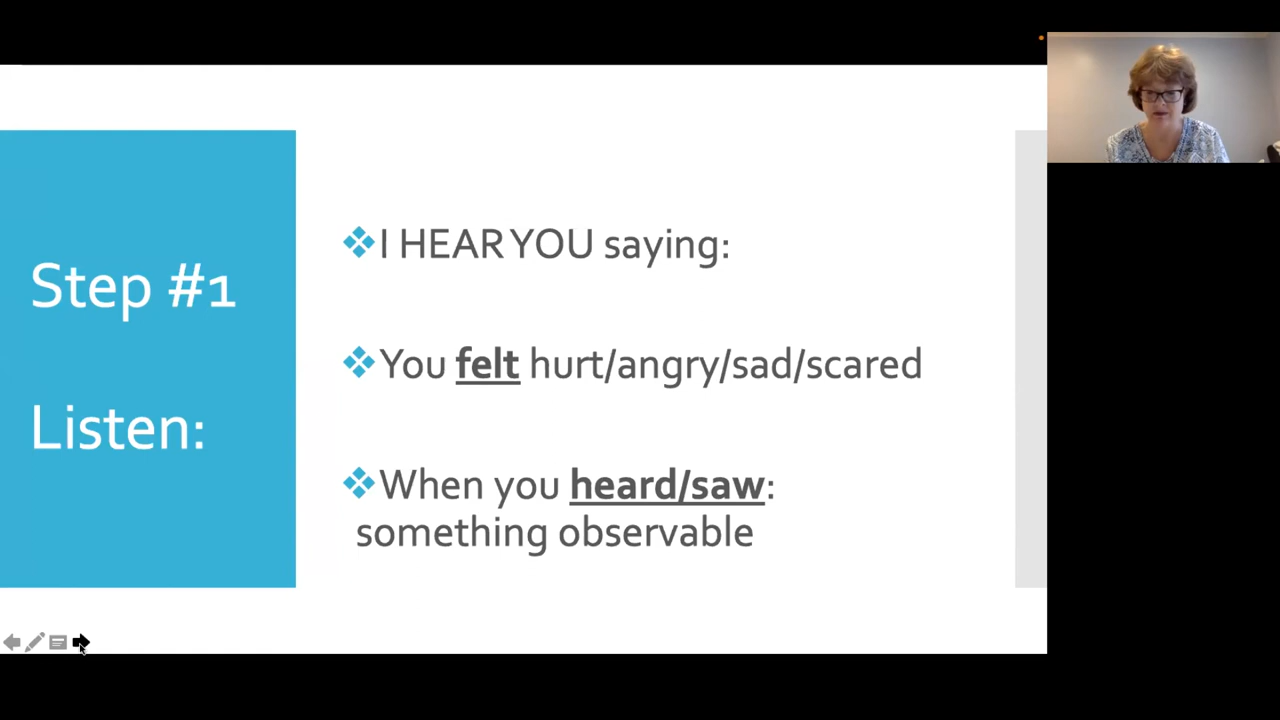 Step #1
Listen:
I HEAR YOU saying:
You felt hurt/angry/sad/scared
When you heard/saw:
something observable